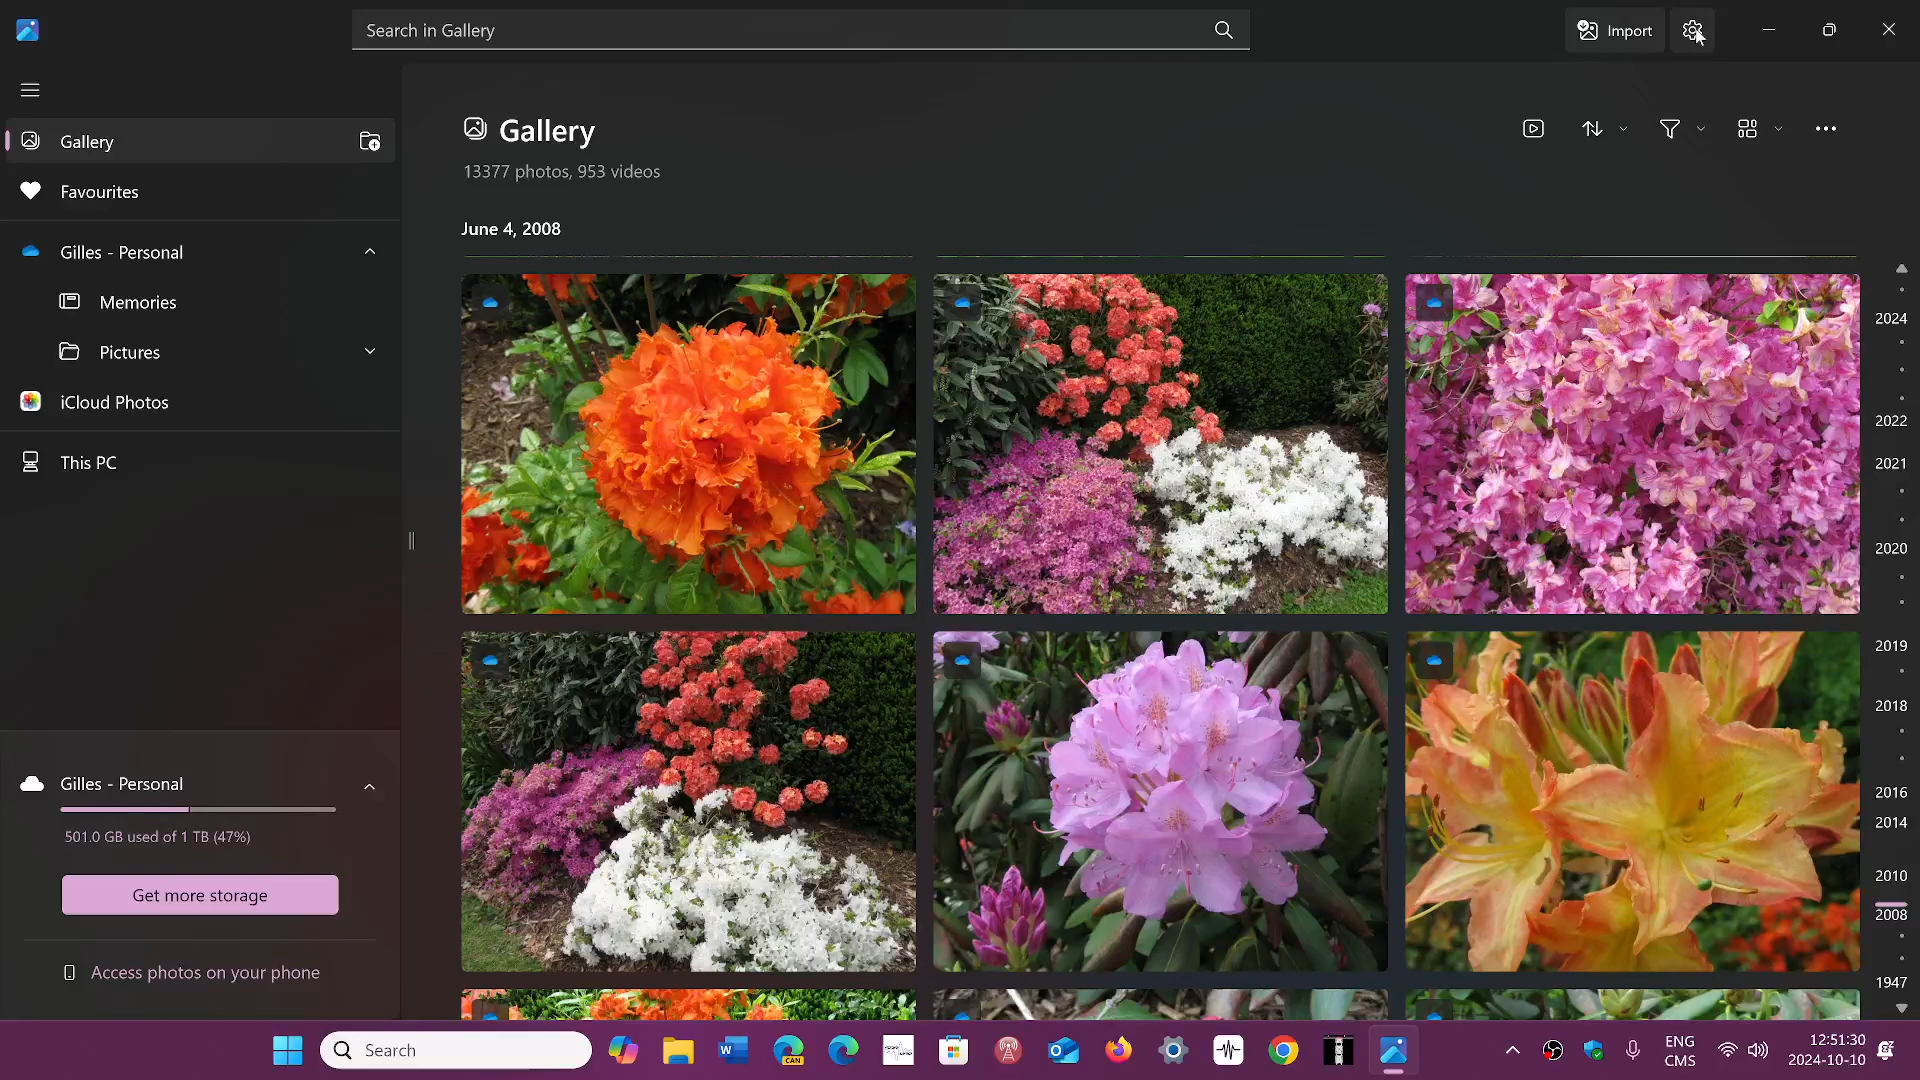 Search in Gallery
Import
Gallery
Favourites
Gilles - Personal
Memories
Pictures
iCloud Photos
This PC
Gilles - Personal
501.0 GB used of 1 TB (47%)
Get more storage
Access photos on your phone
Gallery
13377 photos, 953 videos
June 4, 2008
2024
2022
2021
2020
2019
2018
2016
2014
2010
2008
1947
Search
W
CAN
ENG
CMS
12:51:30
2024-10-10